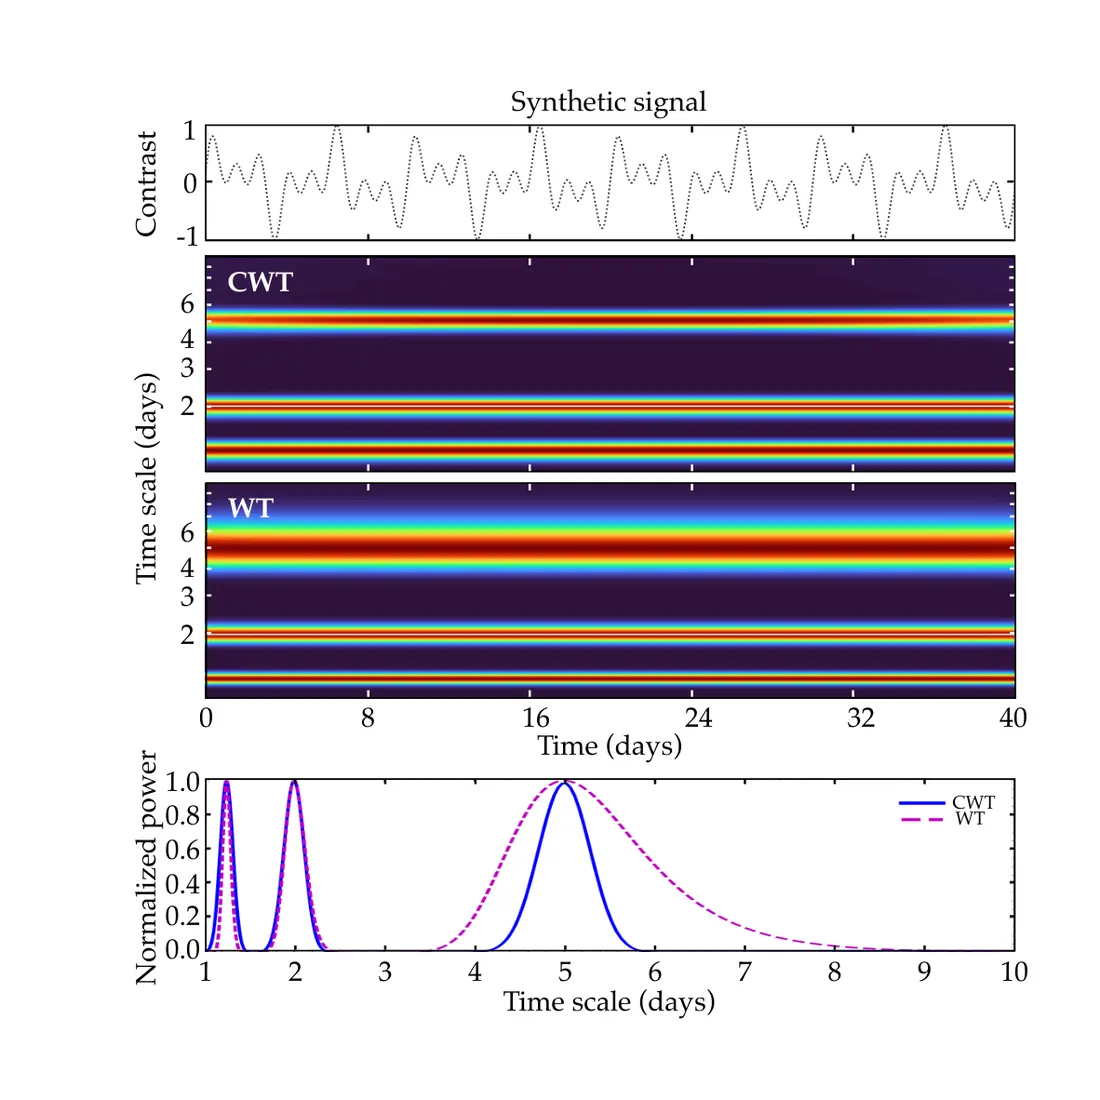 Synthetic signal
Contrast
1
0
-1
CWT
6
4
3
2
Time scale (days)
WT
6
4
3
2
0 8 16 24 32 40
Time (days)
Normalized power
1.0
0.8
0.6
0.4
0.2
0.0
CWT
WT
1 2 3 4 5 6 7 8 9 10
Time scale (days)